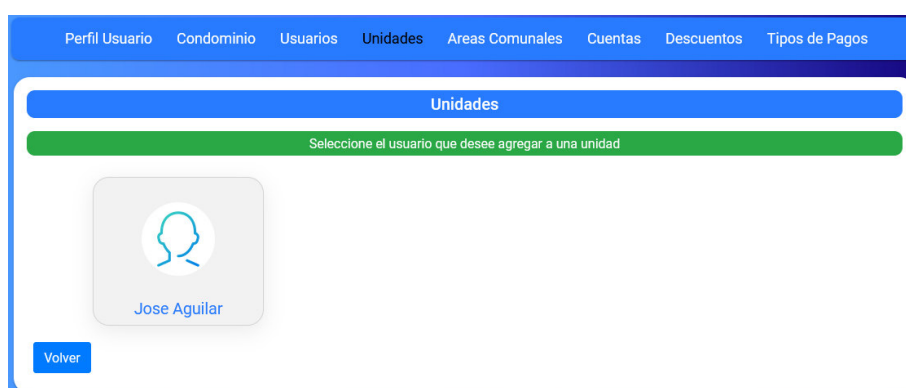 Perfil Usuario Condominio Usuarios Unidades Areas Comunales Cuentas Descuentos Tipos de Pagos
Unidades
Seleccione el usuario que desee agregar a una unidad
Jose Aguilar
Volver